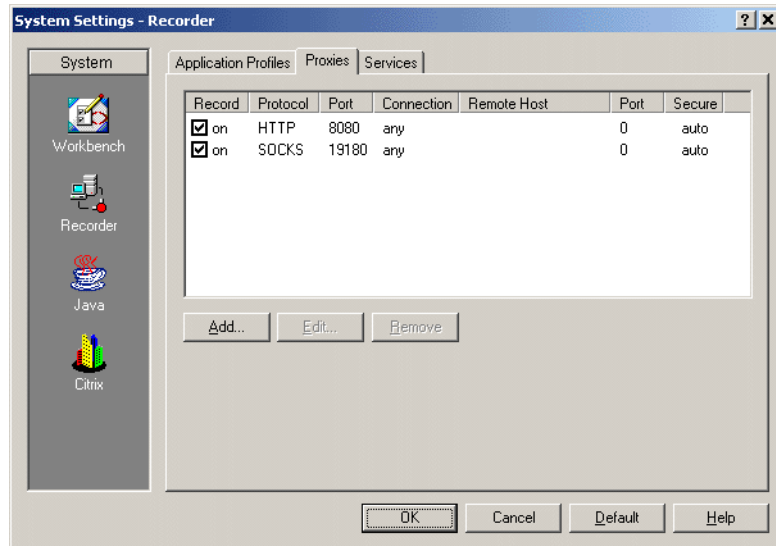 System Settings - Recorder
System
Workbench
Recorder
Java
Citrix
Application Profiles Proxies Services
Record Protocol Port Connection Remote Host Port Secure
on HTTP 8080 any 0 auto
on SOCKS 19180 any 0 auto
Add... Edit... Remove
OK Cancel Default Help